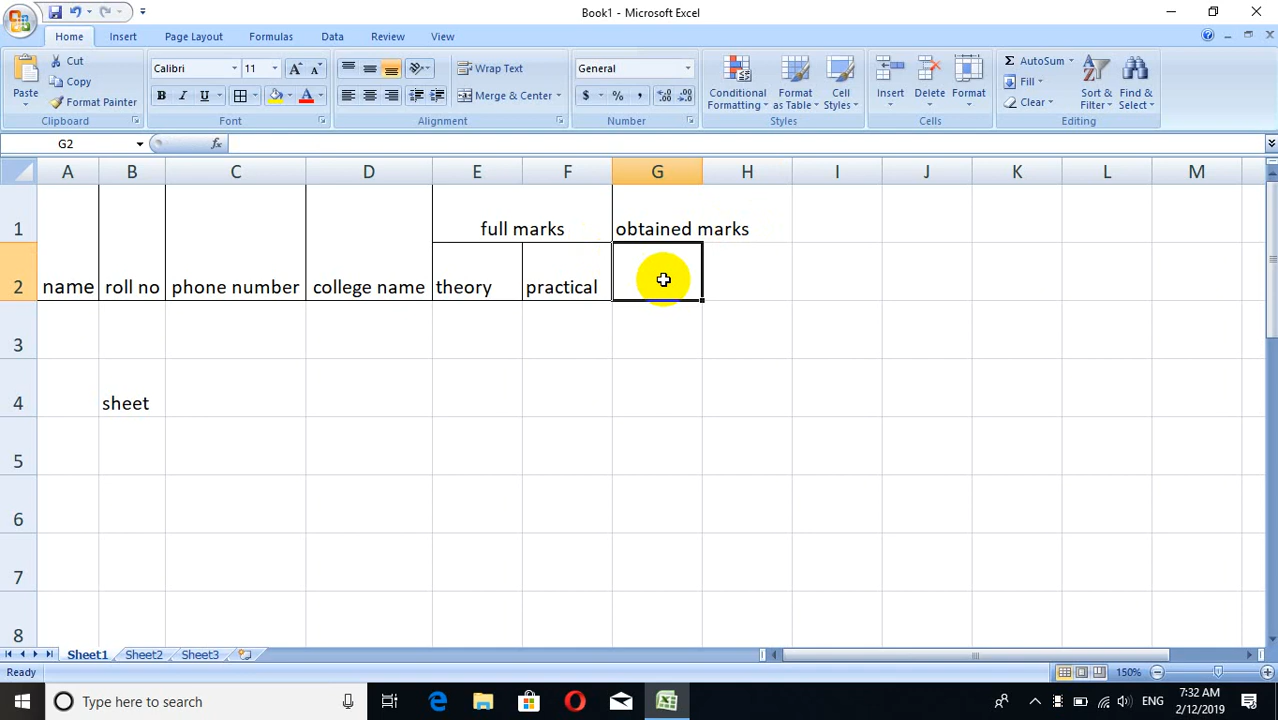 Book1 - Microsoft Excel
Home Insert Page Layout Formulas Data Review View
Paste
Cut
Copy
Format Painter
Clipboard
Calibri 11
B I U
A A A
Font
Wrap Text
Merge & Center
Alignment
General
$ % ,
.0 .00
.00 .0
Number
Conditional Formatting
Format as Table
Cell Styles
Styles
Insert
Delete
Format
Cells
Σ AutoSum
Fill
Clear
Sort & Filter
Find & Select
Editing
G2
fx
A B C D E F G H I J K L M
1 full marks obtained marks
2 name roll no phone number college name theory practical
3
4 sheet
5
6
7
8
Sheet1 Sheet2 Sheet3
Ready
150%
Type here to search
ENG
7:32 AM
2/12/2019